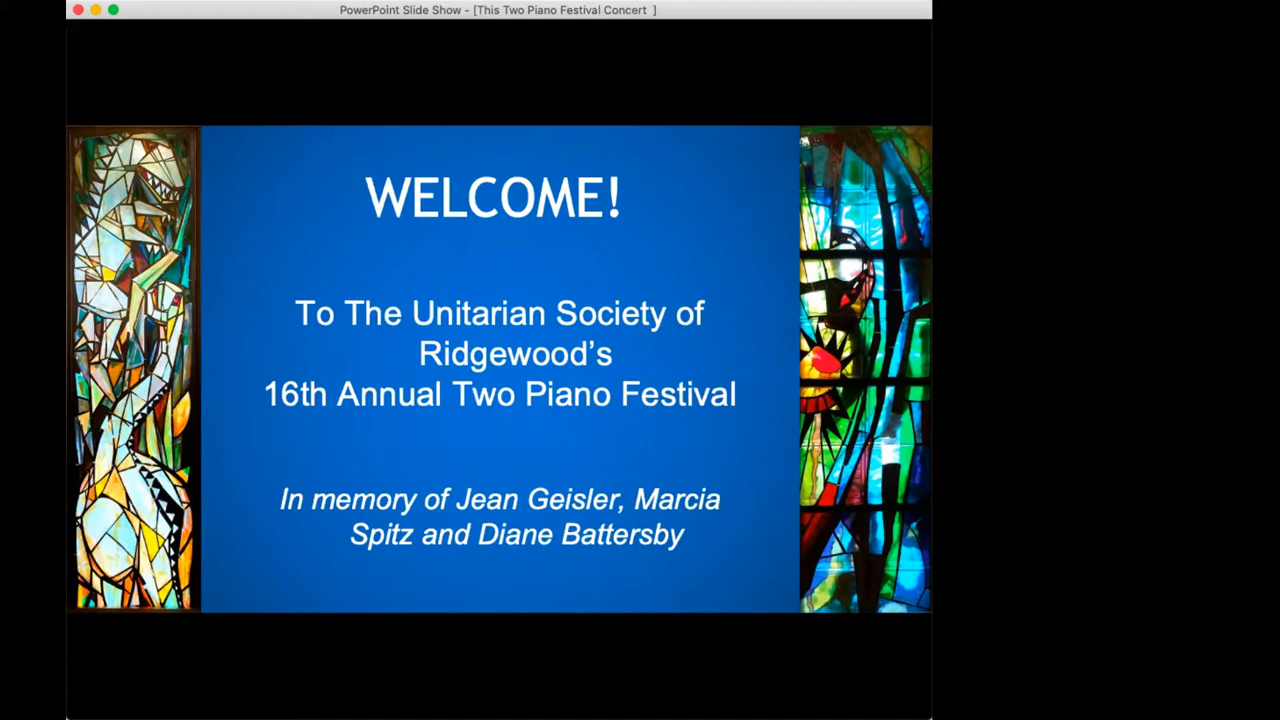 PowerPoint Slide Show - [This Two Piano Festival Concert ]
WELCOME!
To The Unitarian Society of
Ridgewood’s
16th Annual Two Piano Festival
In memory of Jean Geisler, Marcia
Spitz and Diane Battersby